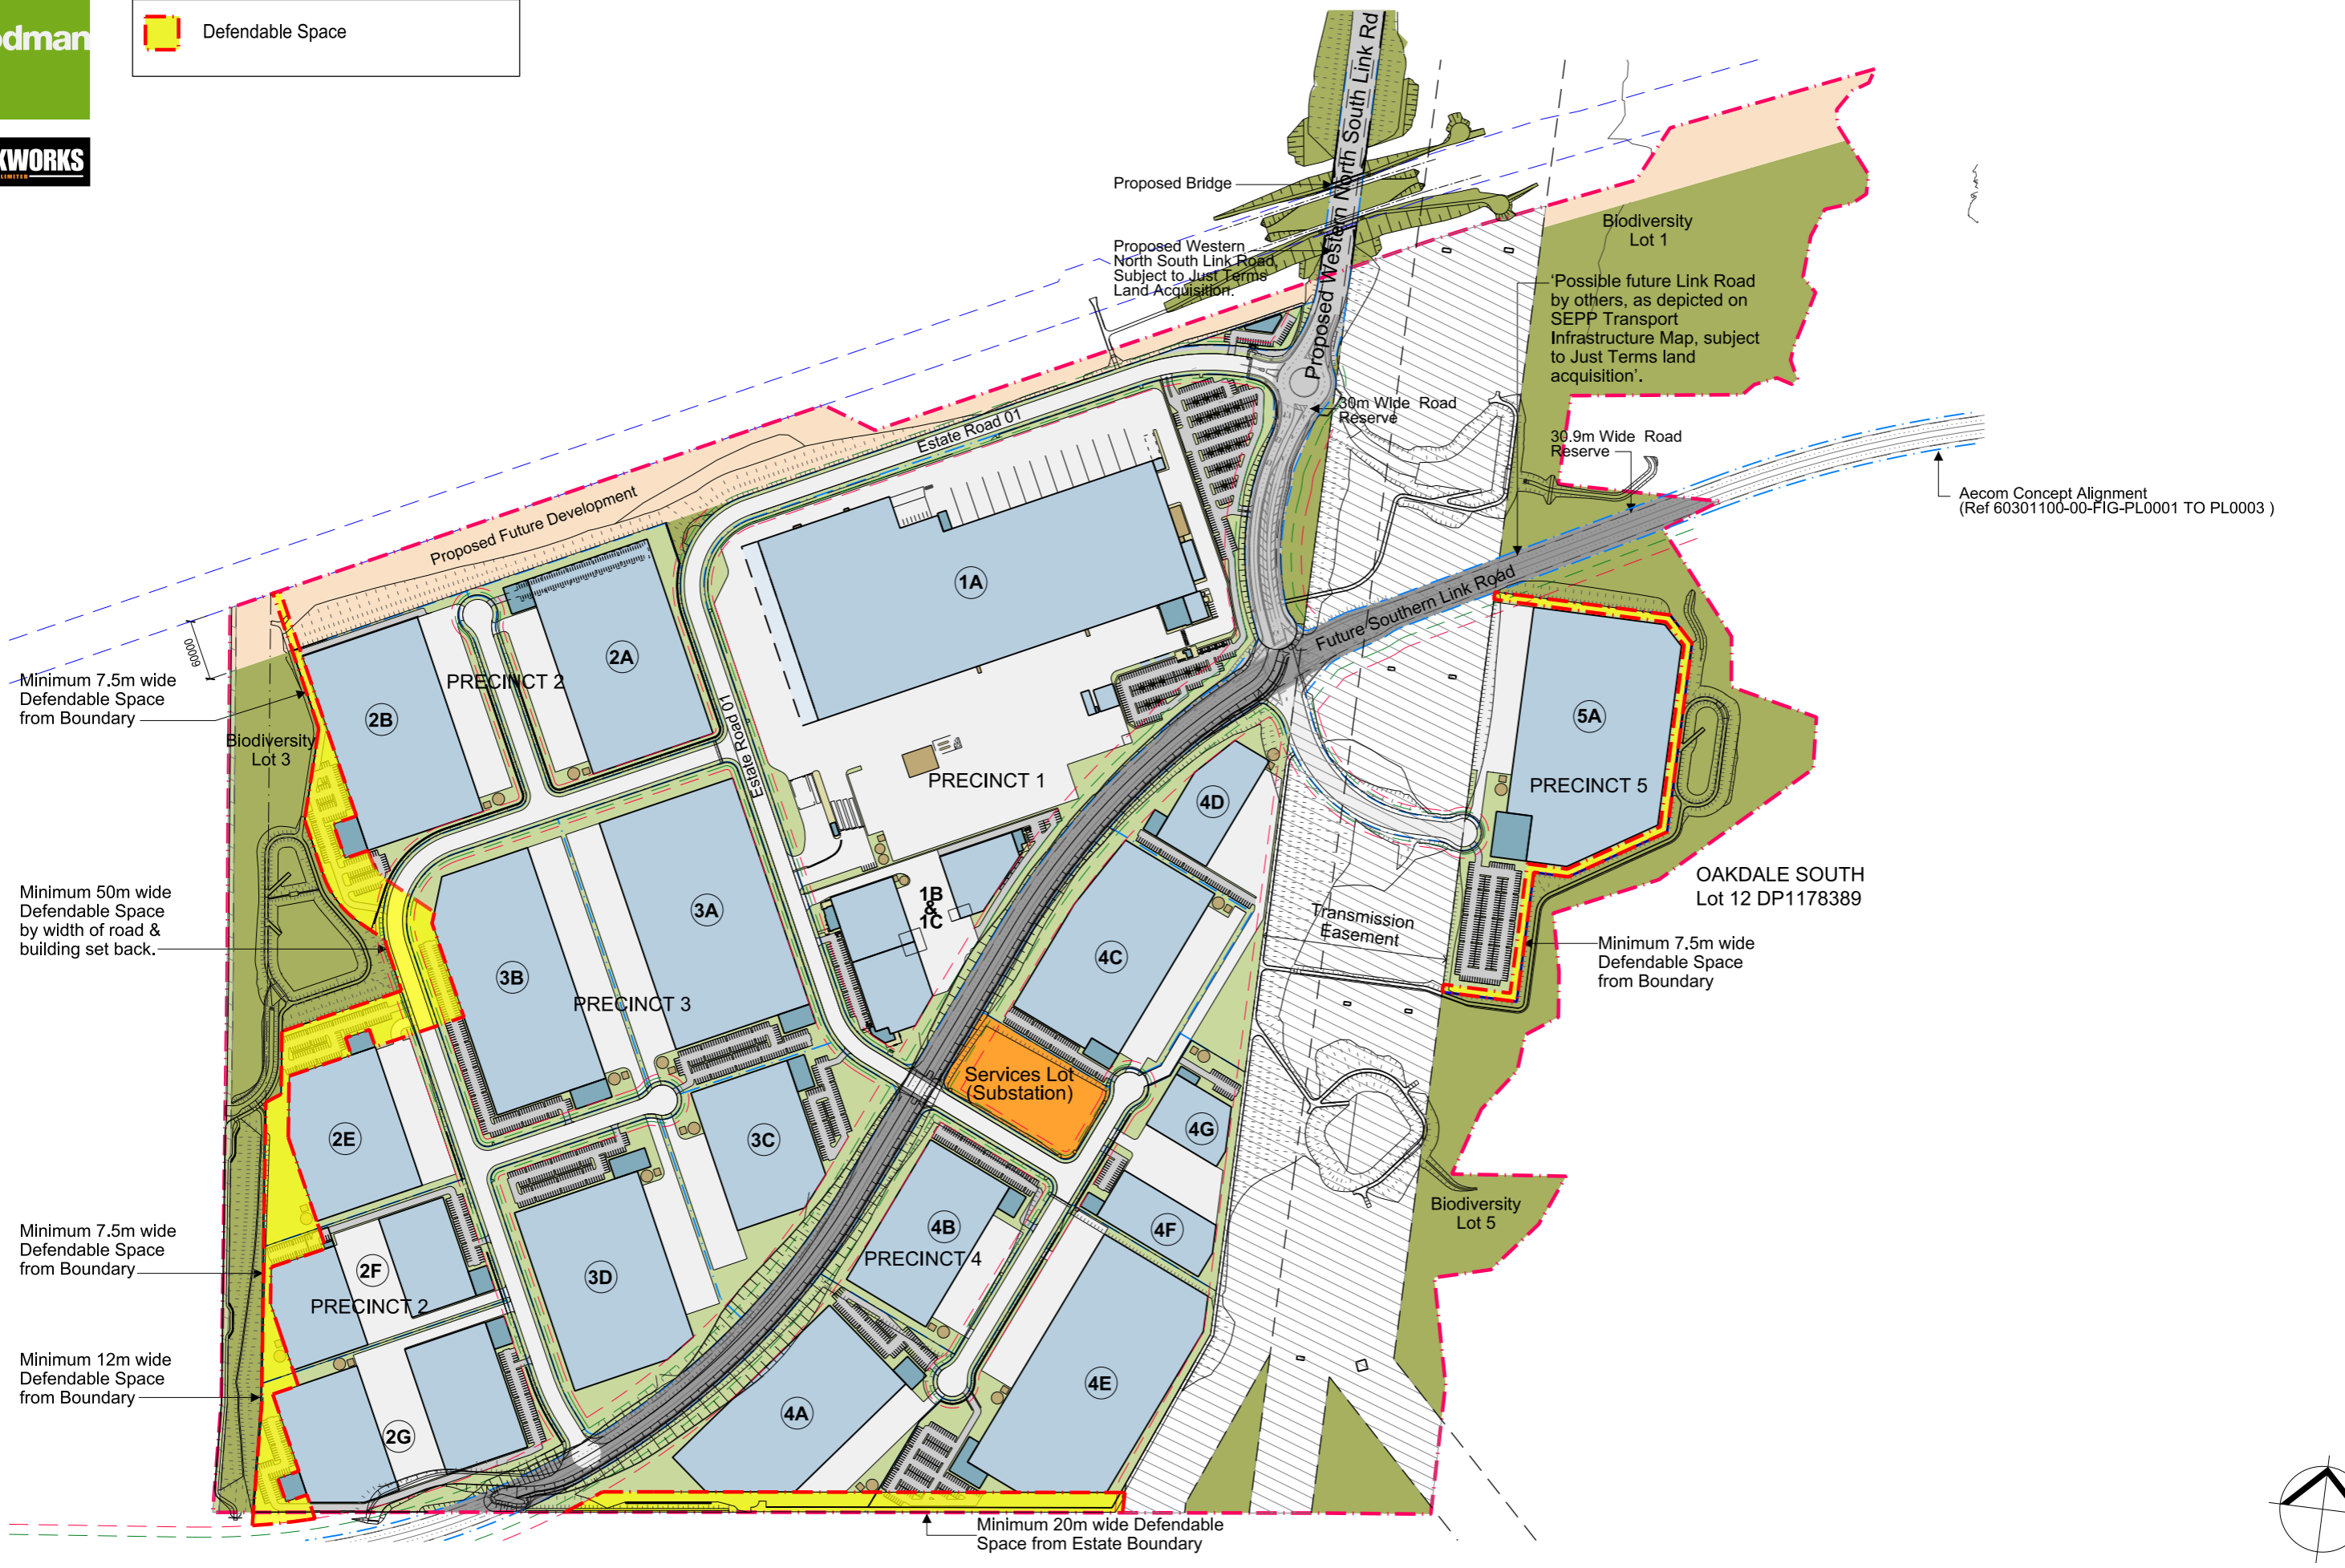 odman
KWORKS
LIMITED
Defendable Space
Proposed Western North South Link Rd
Proposed Bridge
Proposed Western
North South Link Road,
Subject to Just Terms
Land Acquisition.
Biodiversity
Lot 1
'Possible future Link Road
by others, as depicted on
SEPP Transport
Infrastructure Map, subject
to Just Terms land
acquisition'.
30m Wide Road
Reserve
30.9m Wide Road
Reserve
Aecom Concept Alignment
(Ref 60301100-00-FIG-PL0001 TO PL0003 )
Estate Road 01
Proposed Future Development
1A
2A
PRECINCT 2
2B
60000
Minimum 7.5m wide
Defendable Space
from Boundary
Biodiversity
Lot 3
Estate Road 01
PRECINCT 1
Future Southern Link Road
5A
PRECINCT 5
4D
OAKDALE SOUTH
Lot 12 DP1178389
Minimum 50m wide
Defendable Space
by width of road &
building set back.
3A
3B
PRECINCT 3
1B
&
1C
4C
Transmission
Easement
Minimum 7.5m wide
Defendable Space
from Boundary
Services Lot
(Substation)
2E
3C
4G
Minimum 7.5m wide
Defendable Space
from Boundary
2F
PRECINCT 2
3D
4B
PRECINCT 4
4F
Biodiversity
Lot 5
Minimum 12m wide
Defendable Space
from Boundary
2G
4A
4E
Minimum 20m wide Defendable
Space from Estate Boundary